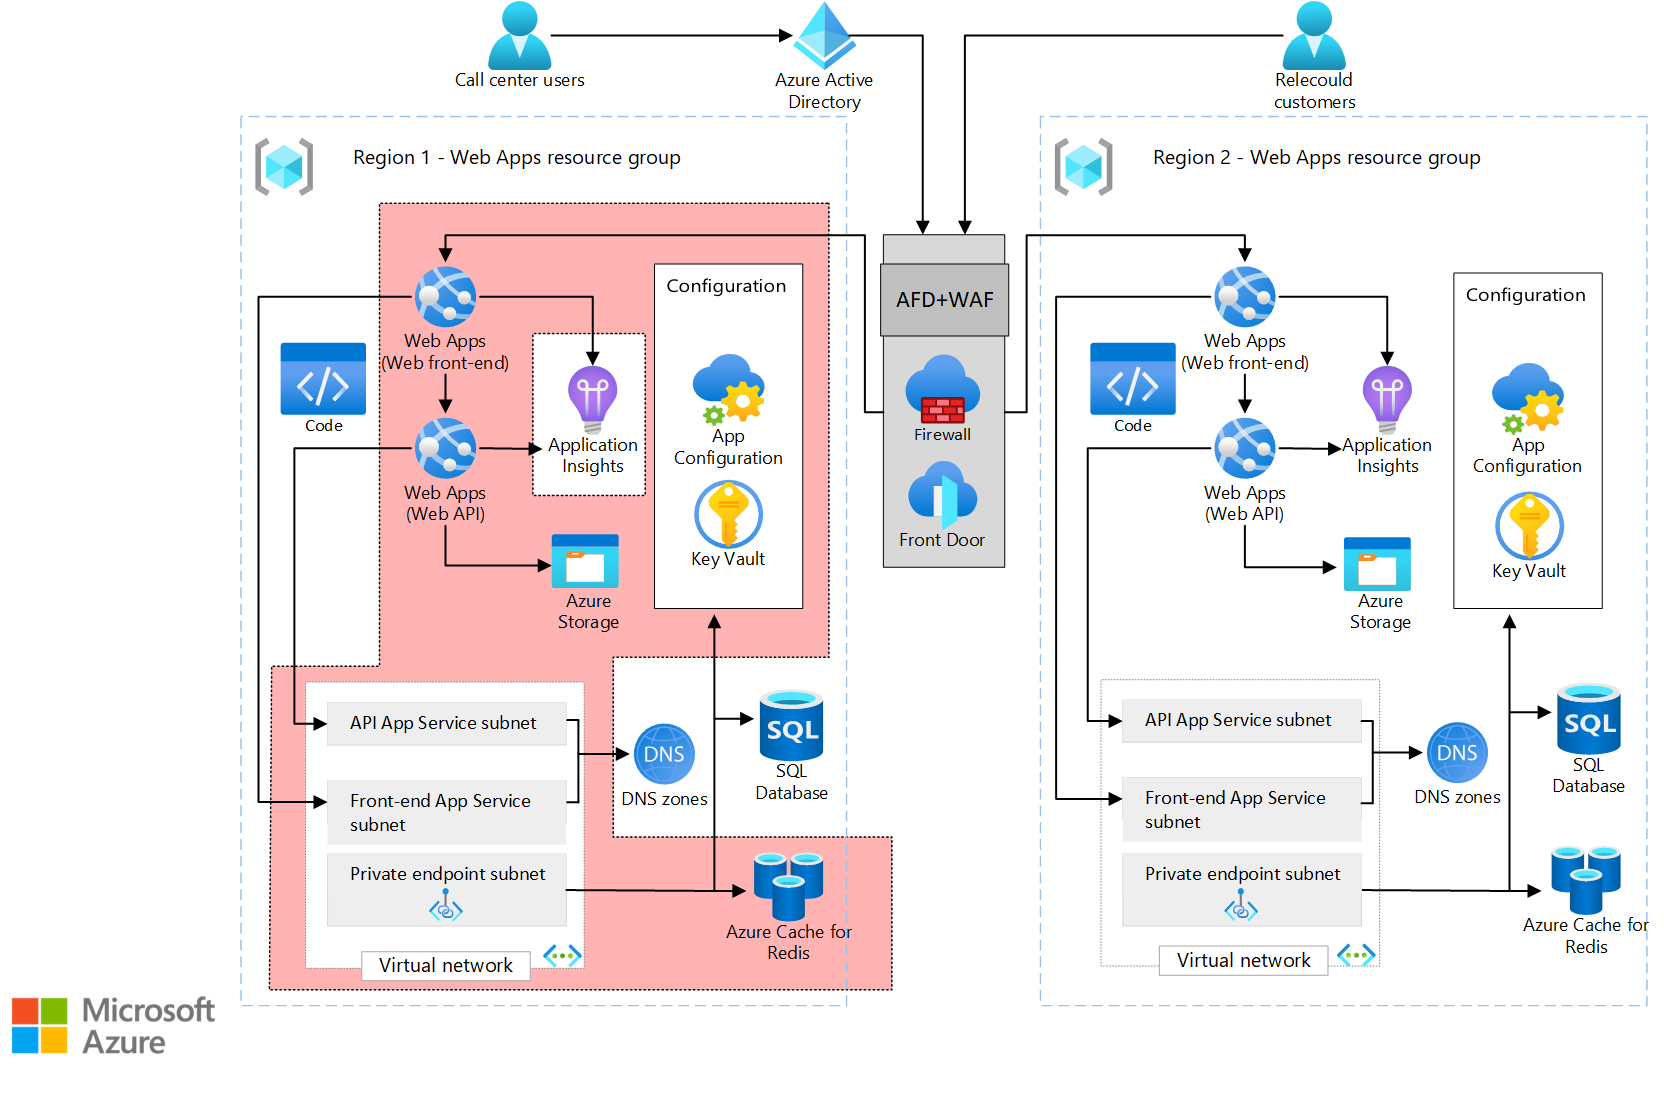 Call center users
Azure Active
Directory
Relecould
customers
Region 1 - Web Apps resource group
Region 2 - Web Apps resource group
AFD+WAF
Firewall
Front Door
Web Apps
(Web front-end)
Code
Web Apps
(Web API)
Application
Insights
Azure
Storage
Configuration
App
Configuration
Key Vault
API App Service subnet
Front-end App Service
subnet
Private endpoint subnet
Virtual network
DNS
DNS zones
SQL
SQL
Database
Azure Cache for
Redis
Web Apps
(Web front-end)
Code
Web Apps
(Web API)
Application
Insights
Azure
Storage
Configuration
App
Configuration
Key Vault
API App Service subnet
Front-end App Service
subnet
Private endpoint subnet
Virtual network
DNS
DNS zones
SQL
SQL
Database
Azure Cache for
Redis
Microsoft
Azure